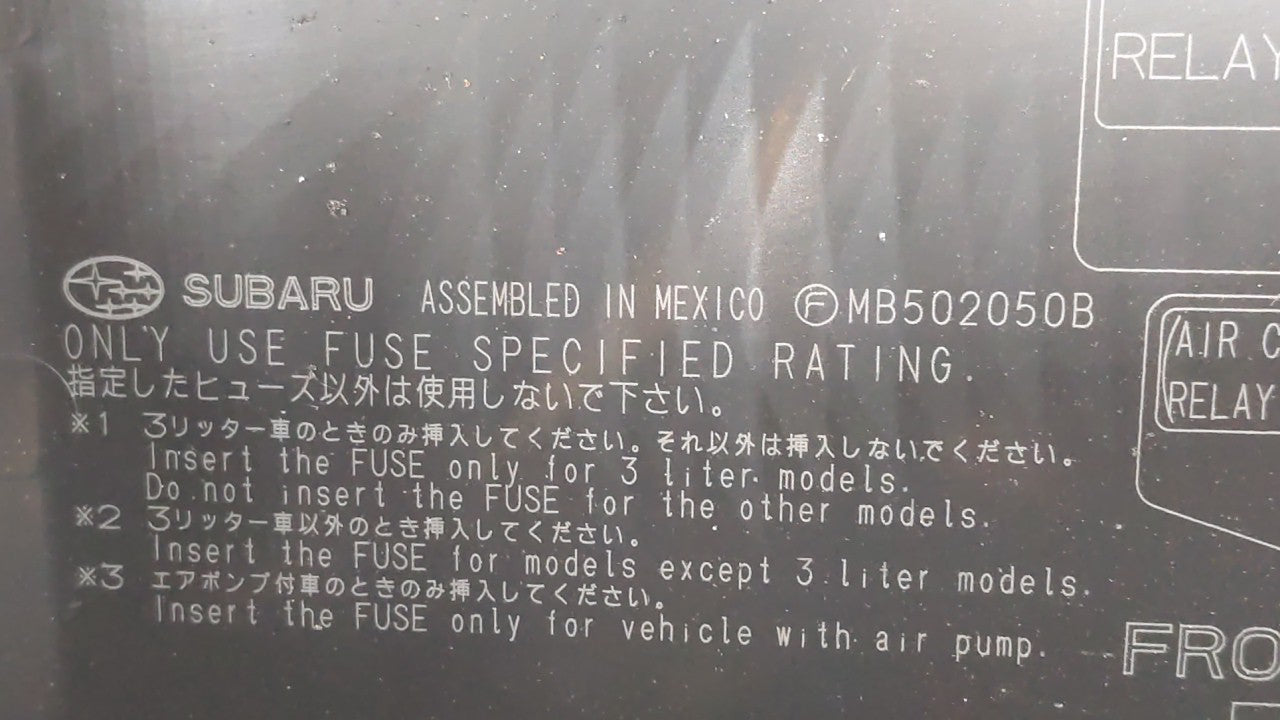 RELAY
SUBARU ASSEMBLED IN MEXICO Ⓕ MB502050B
ONLY USE FUSE SPECIFIED RATING.
指定したヒューズ以外は使用しないで下さい。
AIR
RELAY
※1 3リッター車のときのみ挿入してください。それ以外は挿入しないでください。
Insert the FUSE only for 3 liter models.
Do not insert the FUSE for the other models.
※2 3リッター車以外のとき挿入してください。
Insert the FUSE for models except 3 liter models.
※3 エアポンプ付車のときのみ挿入してください。
Insert the FUSE only for vehicle with air pump.
FRO